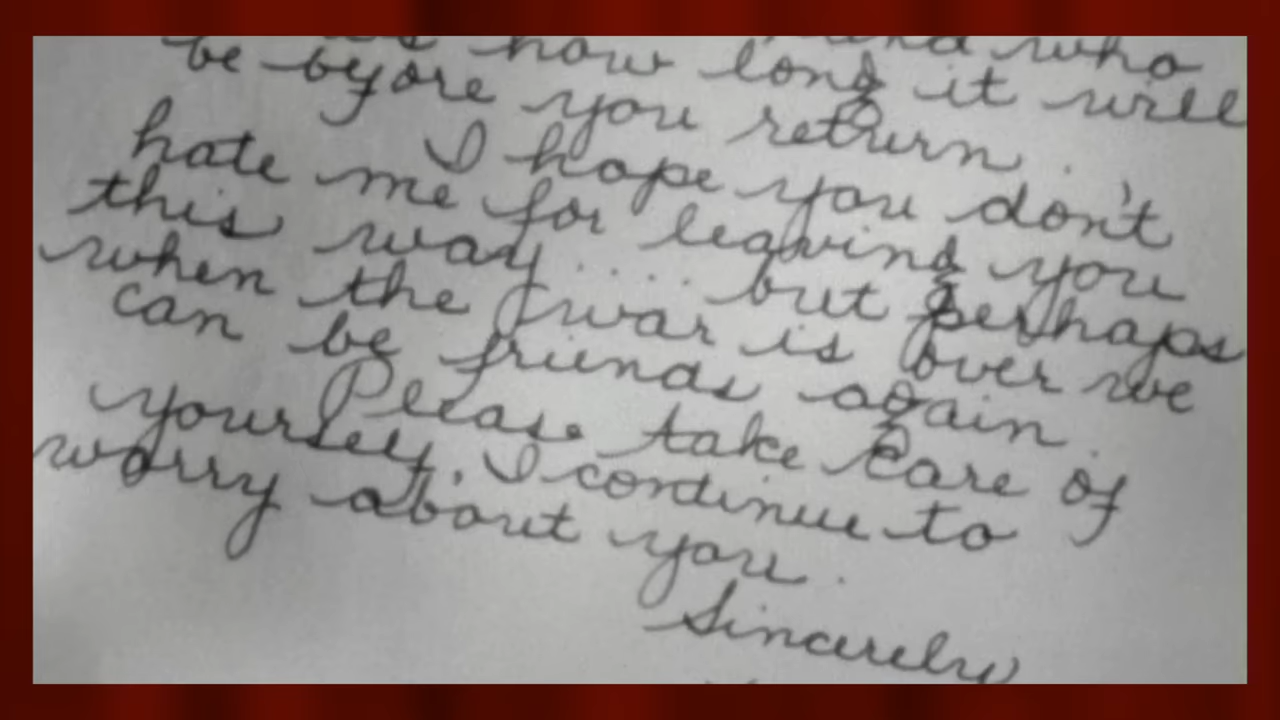 who
be before you return.
how long it will
I hope you don't
hate me for leaving you
this way..... but perhaps
when the war is over we
can be friends again.
Please take care of
yourself, I continue to
worry about you.
Sincerely